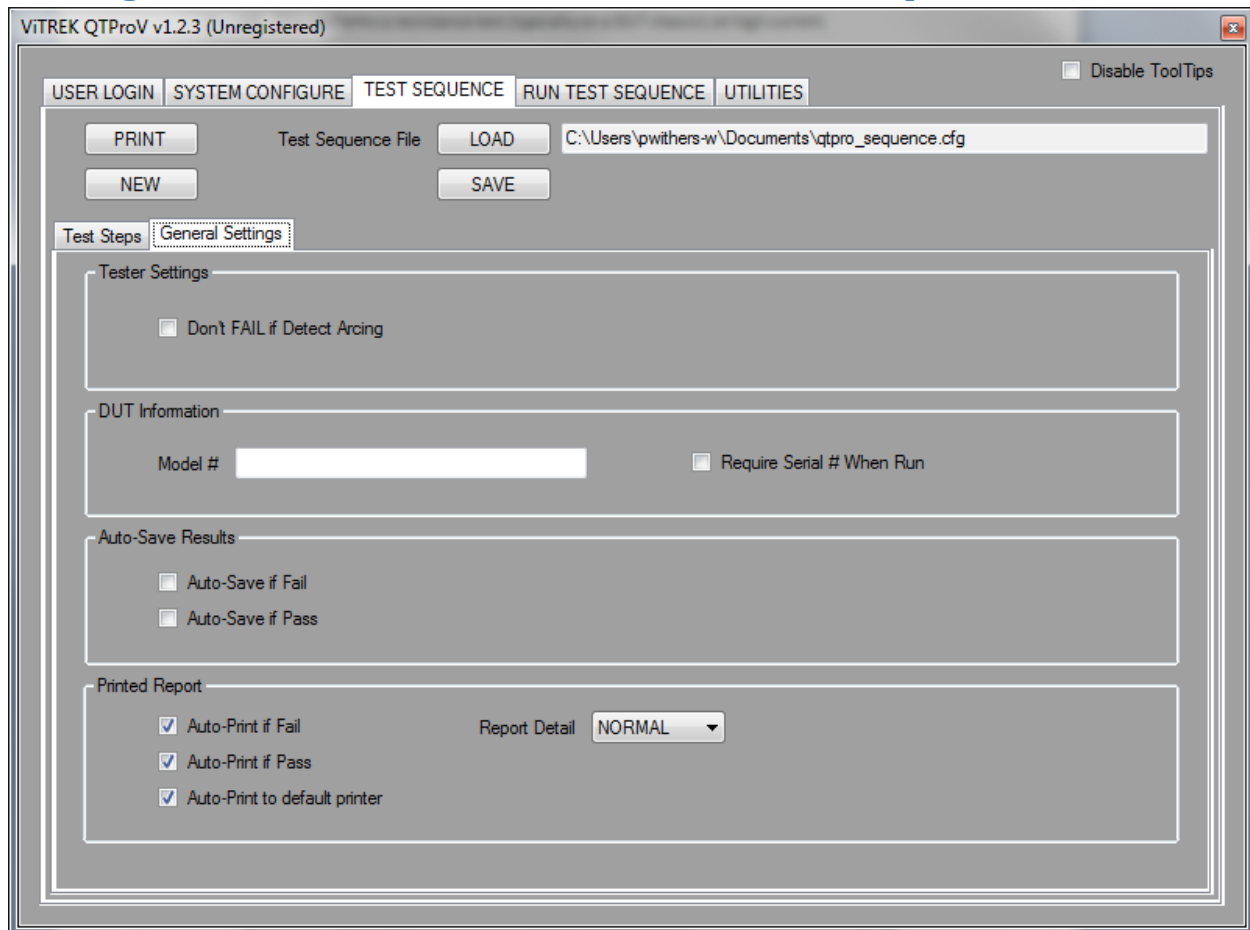 ViTREK QTProV v1.2.3 (Unregistered)
Disable ToolTips
USER LOGIN SYSTEM CONFIGURE TEST SEQUENCE RUN TEST SEQUENCE UTILITIES
PRINT Test Sequence File LOAD C:\Users\pwithers-w\Documents\qtpro_sequence.cfg
NEW SAVE
Test Steps General Settings
Tester Settings
Don't FAIL if Detect Arcing
DUT Information
Model # Require Serial # When Run
Auto-Save Results
Auto-Save if Fail
Auto-Save if Pass
Printed Report
Auto-Print if Fail Report Detail NORMAL
Auto-Print if Pass
Auto-Print to default printer